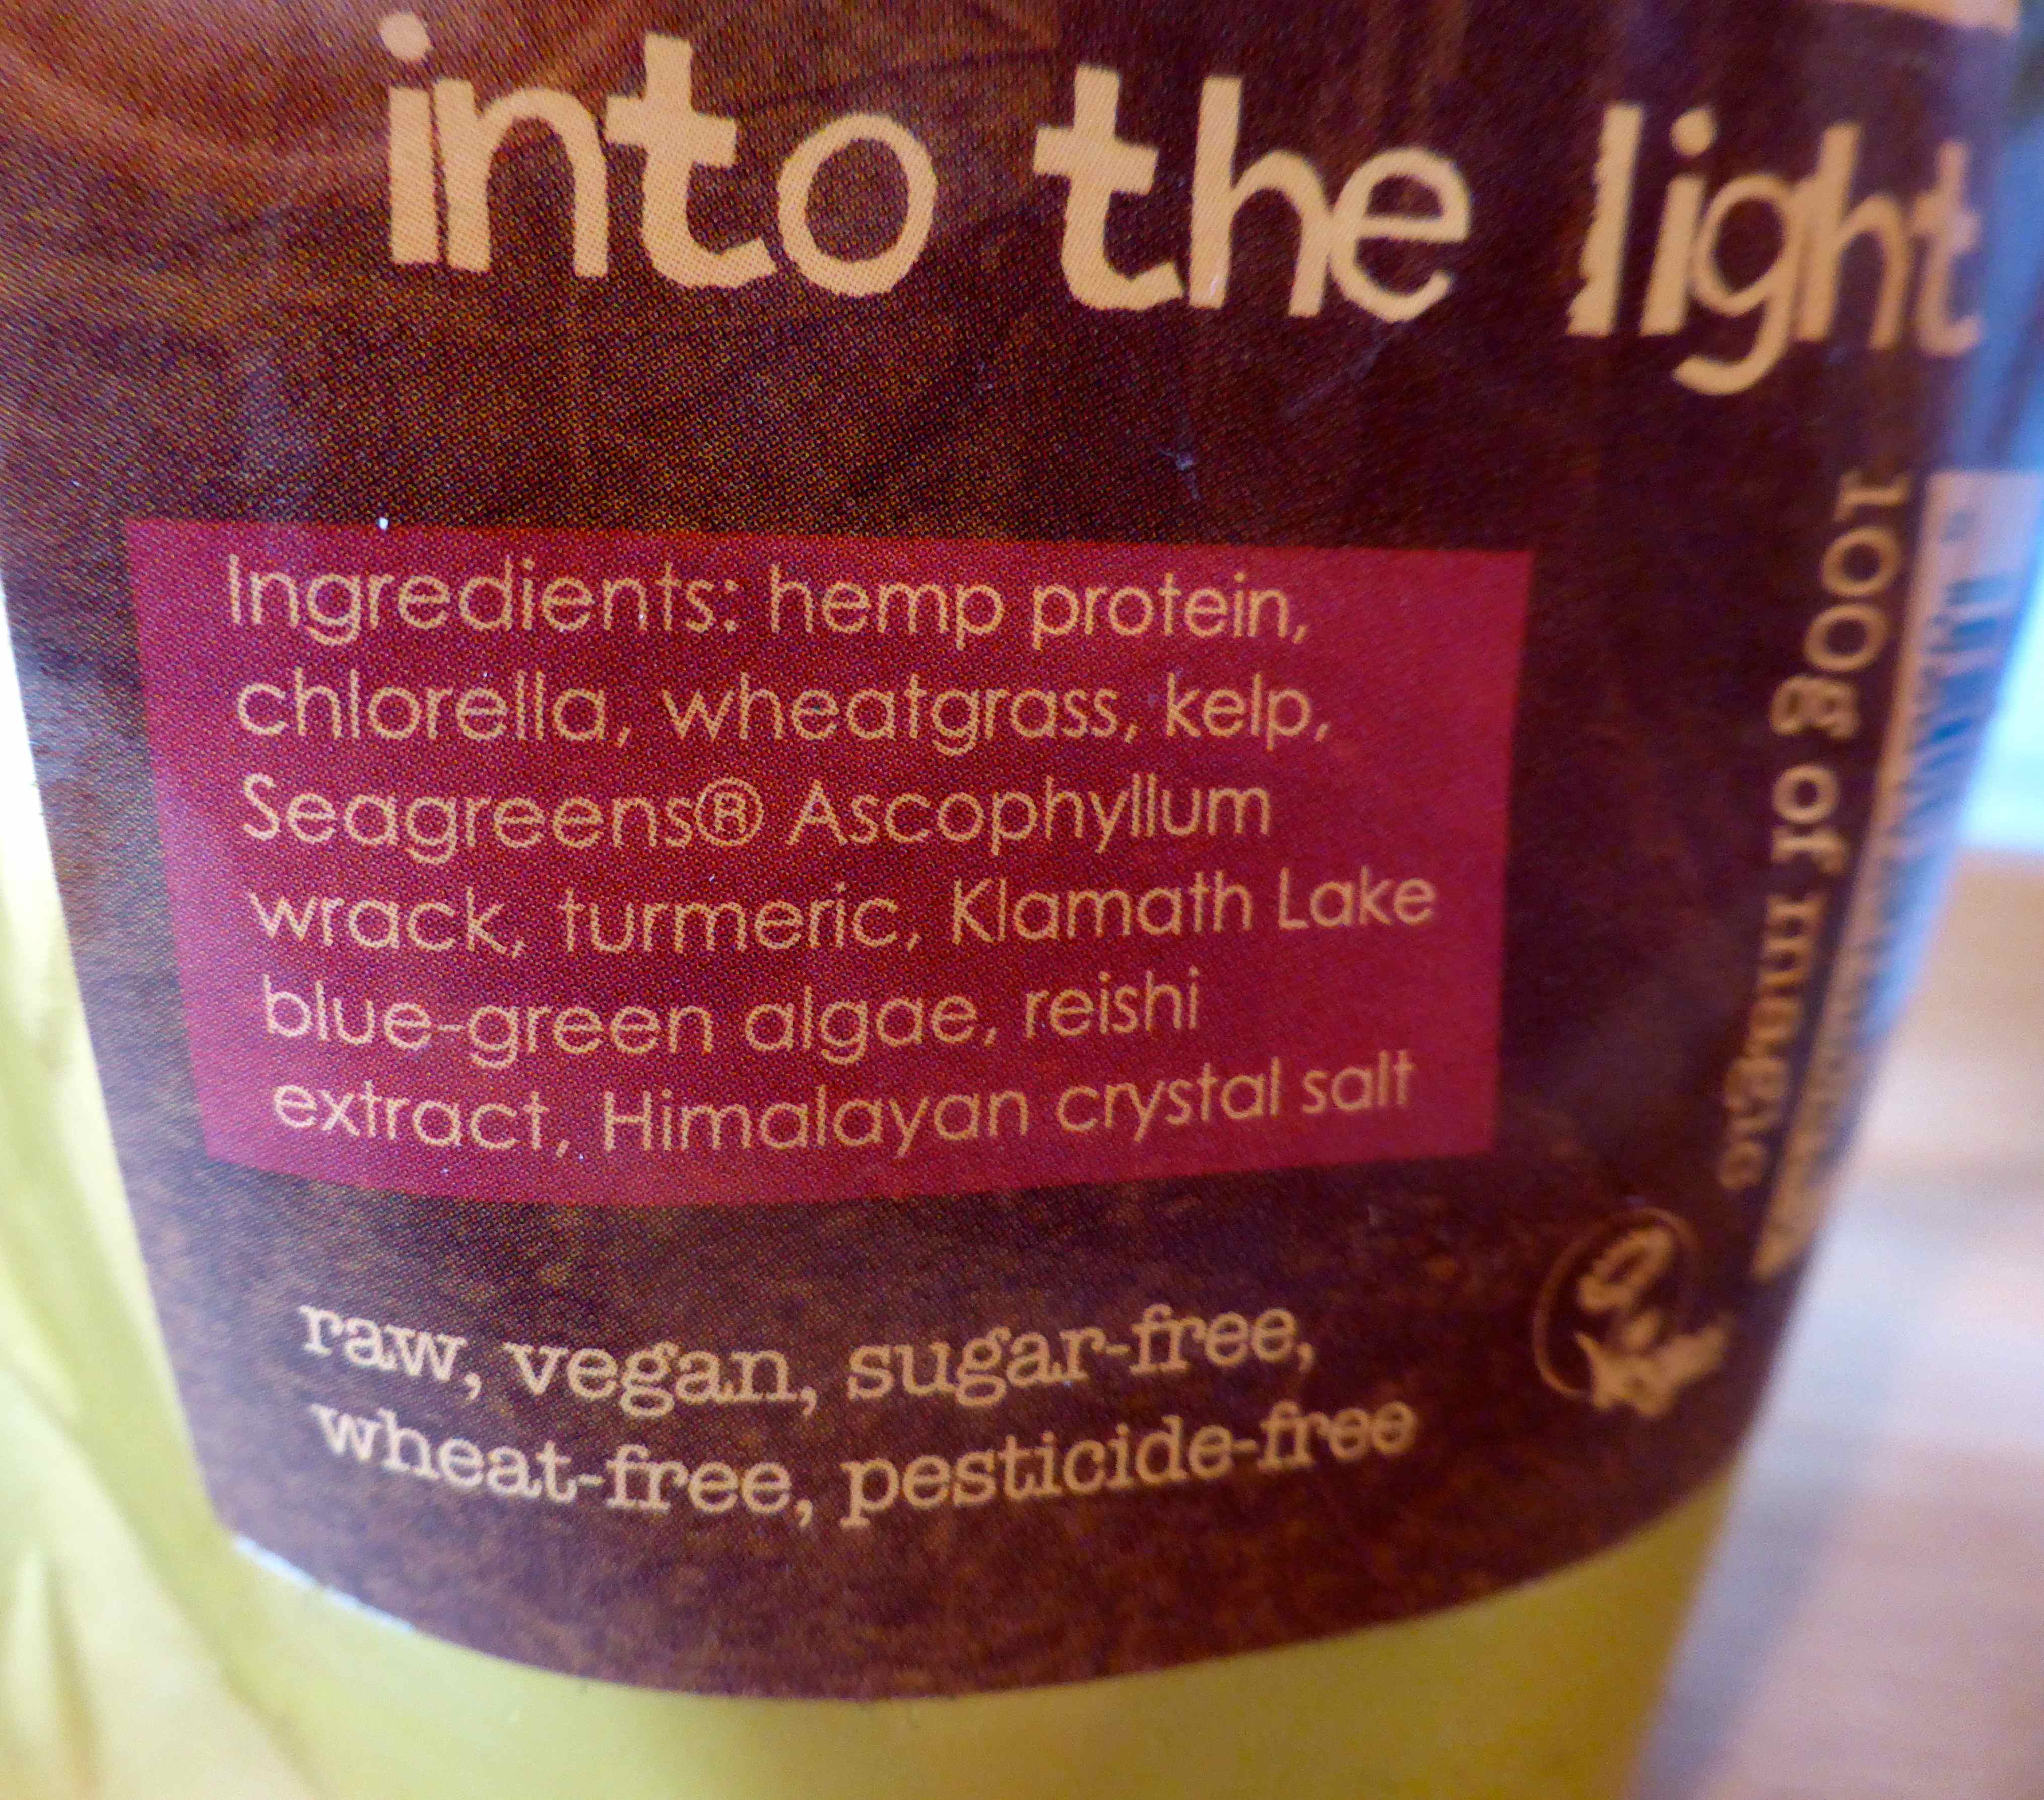 into the light
Ingredients: hemp protein,
chlorella, wheatgrass, kelp,
Seagreens® Ascophyllum
wrack, turmeric, Klamath Lake
blue-green algae, reishi
extract, Himalayan crystal salt
raw, vegan, sugar-free,
wheat-free, pesticide-free
100g of